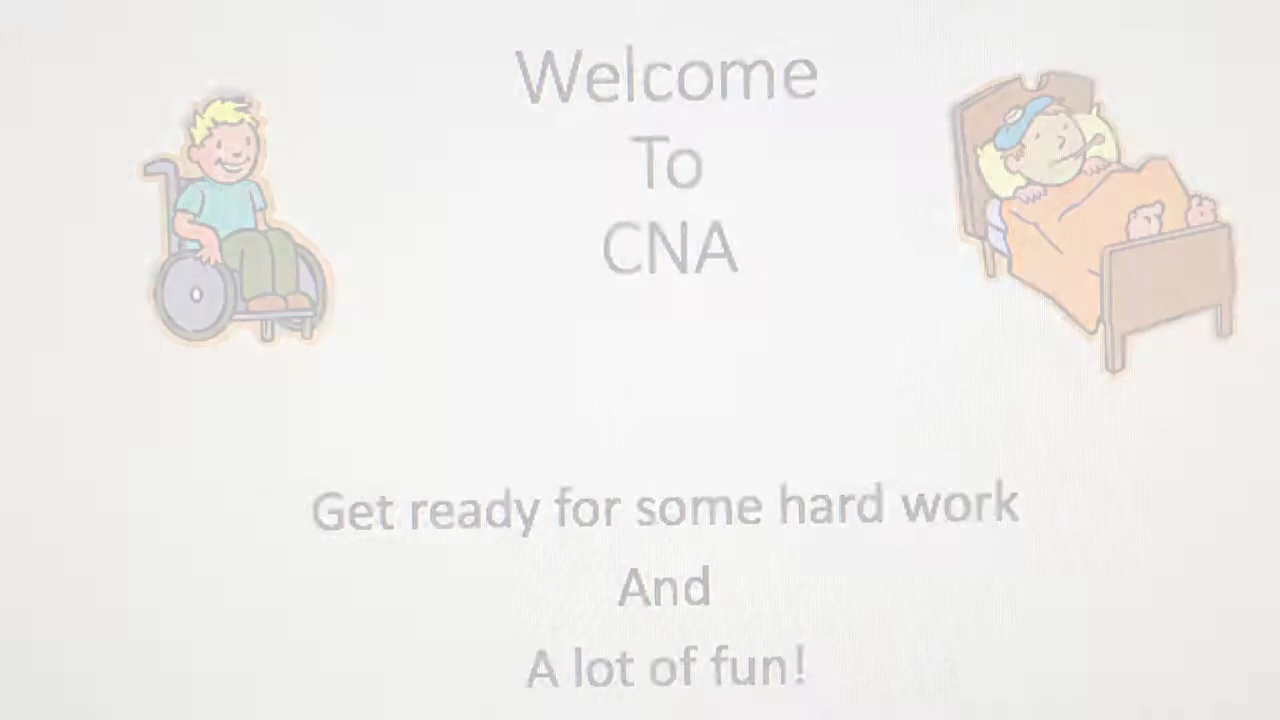 Welcome
To
CNA
Get ready for some hard work
And
A lot of fun!